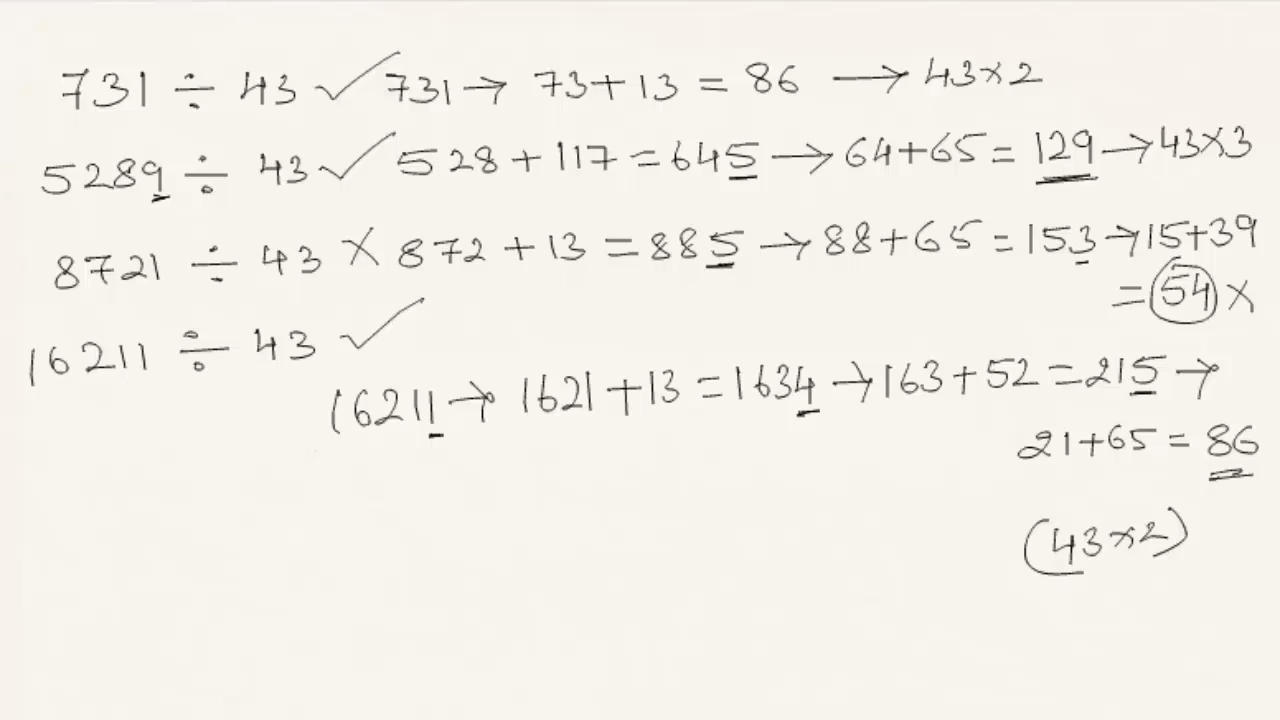 731 ÷ 43 ✓ 731 → 73+13 = 86 → 43×2
5289 ÷ 43 ✓ 528 + 117 = 645 → 64+65 = 129 → 43×3
8721 ÷ 43 × 872 + 13 = 885 → 88+65 = 153 → 15+39
= 54 ×
16211 ÷ 43 ✓
16211 → 1621+13 = 1634 → 163+52 = 215 →
21+65 = 86
(43×2)